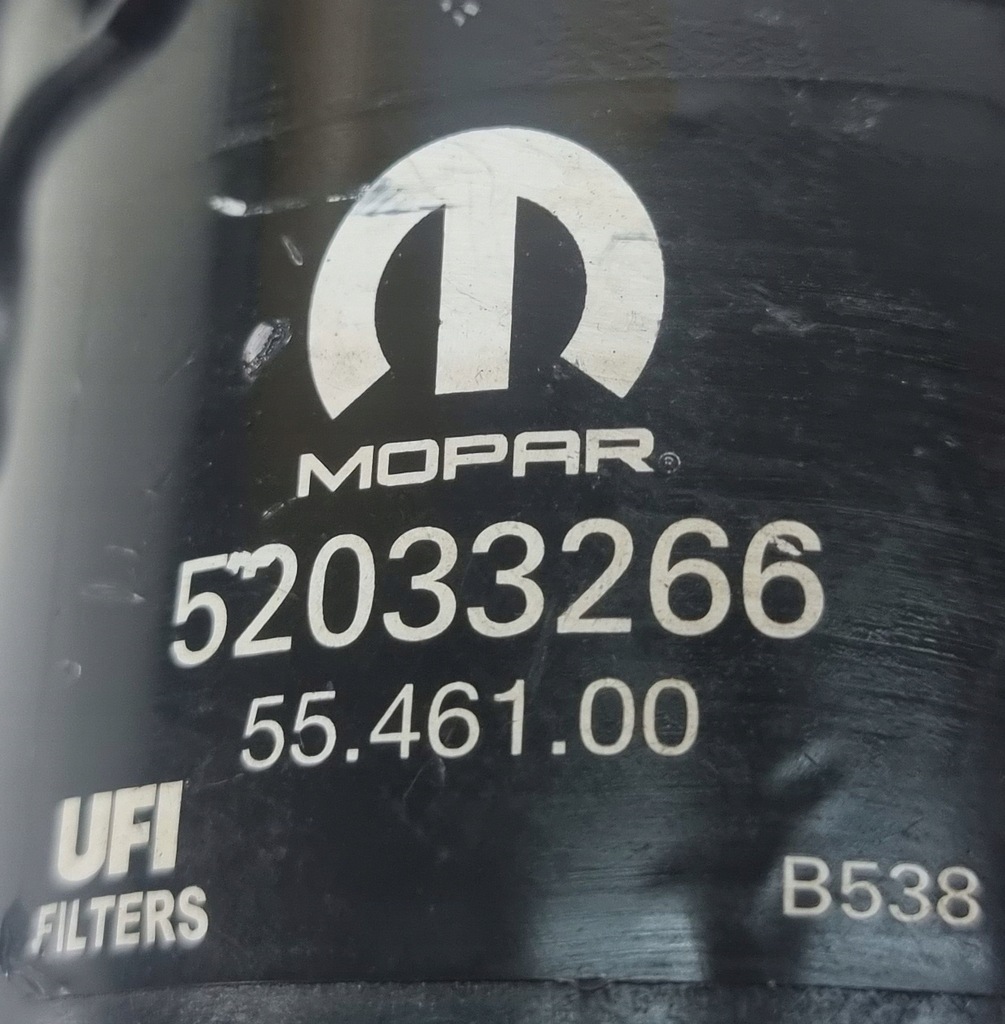 MOPAR®
52033266
55.461.00
UFI
FILTERS
B538